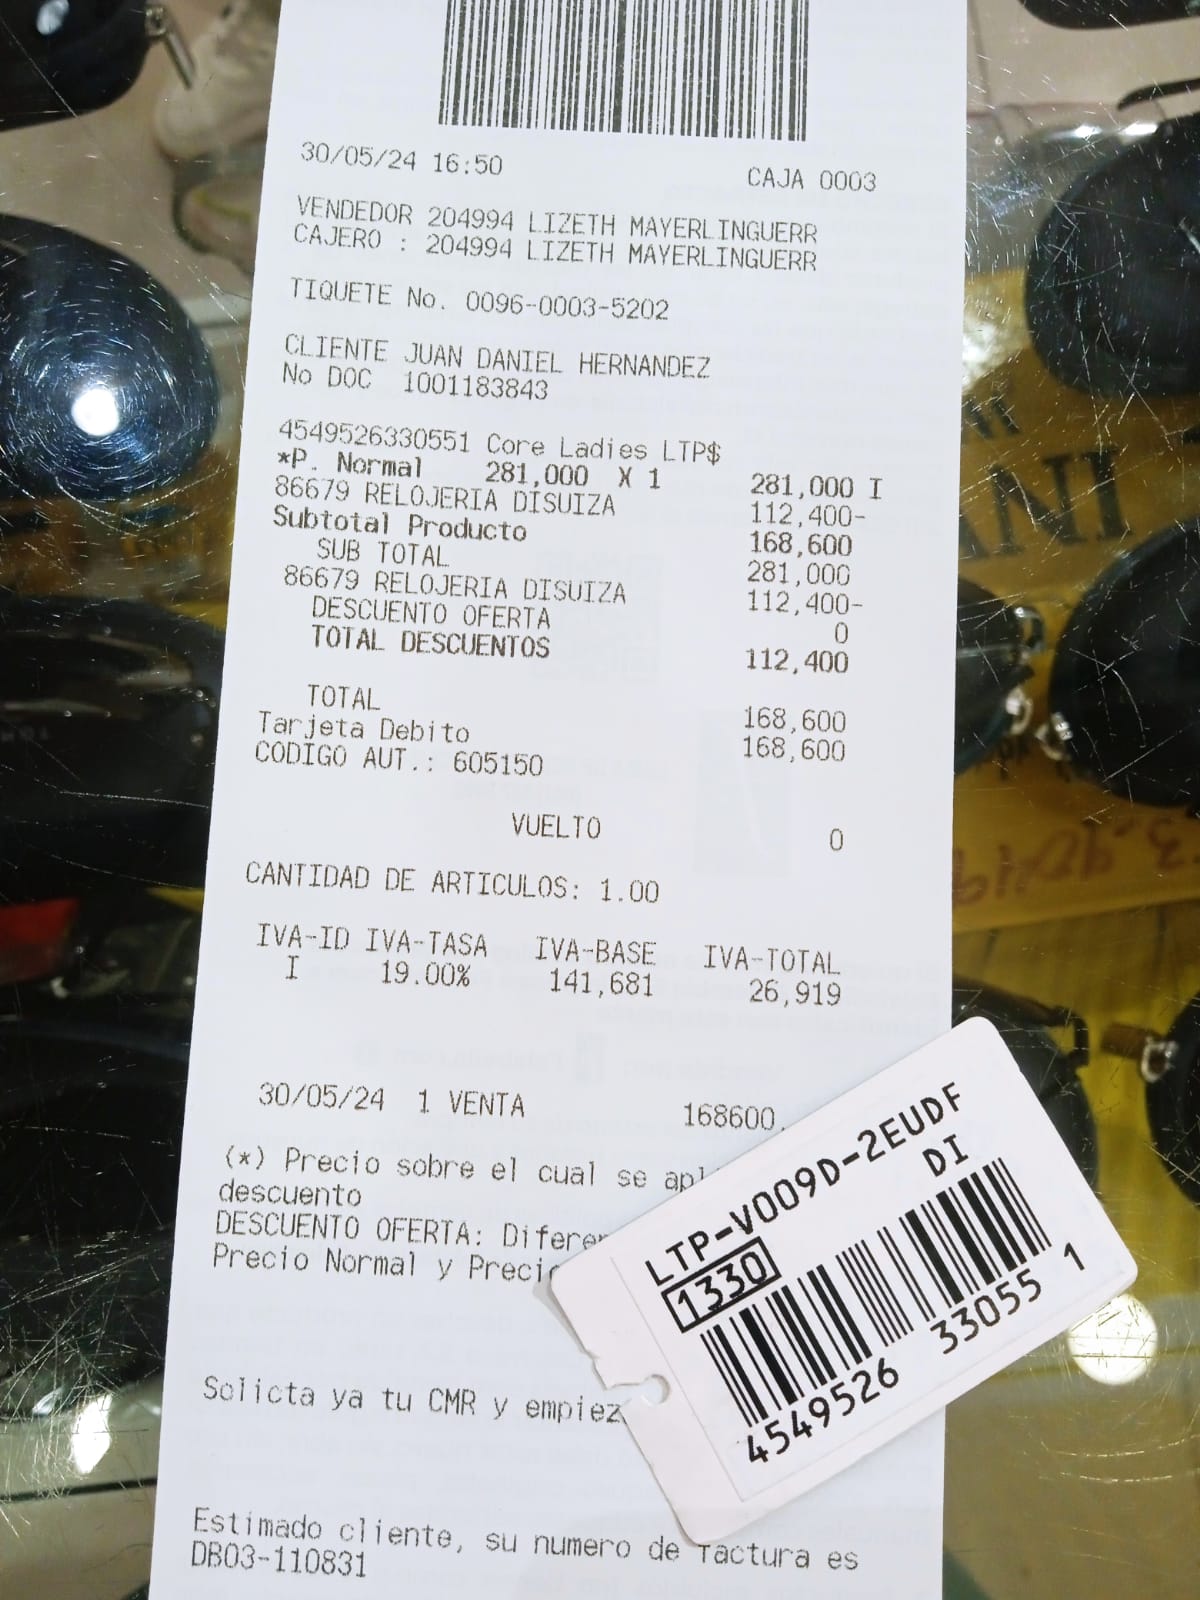 30/05/24 16:50 CAJA 0003
VENDEDOR 204994 LIZETH MAYERLINGUERR
CAJERO : 204994 LIZETH MAYERLINGUERR
TIQUETE No. 0096-0003-5202
CLIENTE JUAN DANIEL HERNANDEZ
No DOC 1001183843
4549526330551 Core Ladies LTP$
*P. Normal 281,000 X 1 281,000 I
86679 RELOJERIA DISUIZA 112,400-
Subtotal Producto 168,600
SUB TOTAL 281,000
86679 RELOJERIA DISUIZA 112,400-
DESCUENTO OFERTA 0
TOTAL DESCUENTOS 112,400
TOTAL 168,600
Tarjeta Debito 168,600
CODIGO AUT.: 605150
VUELTO 0
CANTIDAD DE ARTICULOS: 1.00
IVA-ID IVA-TASA IVA-BASE IVA-TOTAL
I 19.00% 141,681 26,919
30/05/24 1 VENTA 168600.
(*) Precio sobre el cual se apl
descuento
DESCUENTO OFERTA: Difere
Precio Normal y Preci
Solicta ya tu CMR y empiez
Estimado cliente, su numero de factura es
DB03-110831
LTP-V009D-2EUDF
1330 DI
4549526 33055 1